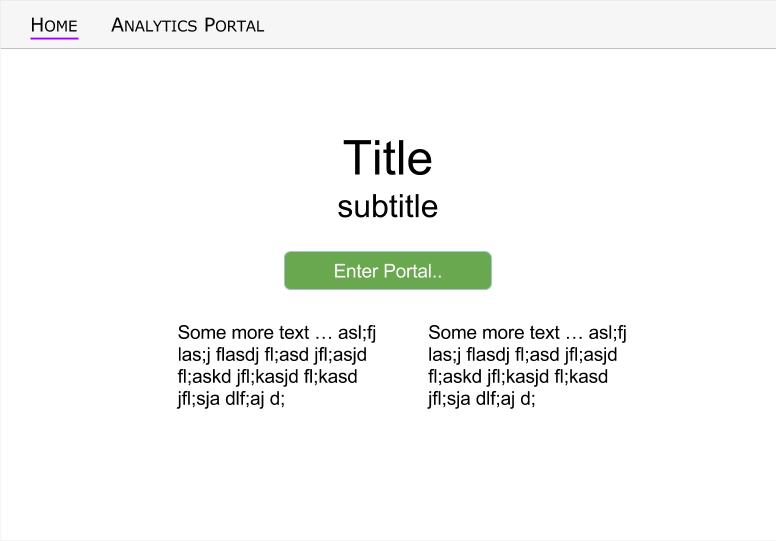 Home Analytics Portal
Title
subtitle
Enter Portal..
Some more text … asl;fj
las;j flasdj fl;asd jfl;asjd
fl;askd jfl;kasjd fl;kasd
jfl;sja dlf;aj d;
Some more text … asl;fj
las;j flasdj fl;asd jfl;asjd
fl;askd jfl;kasjd fl;kasd
jfl;sja dlf;aj d;